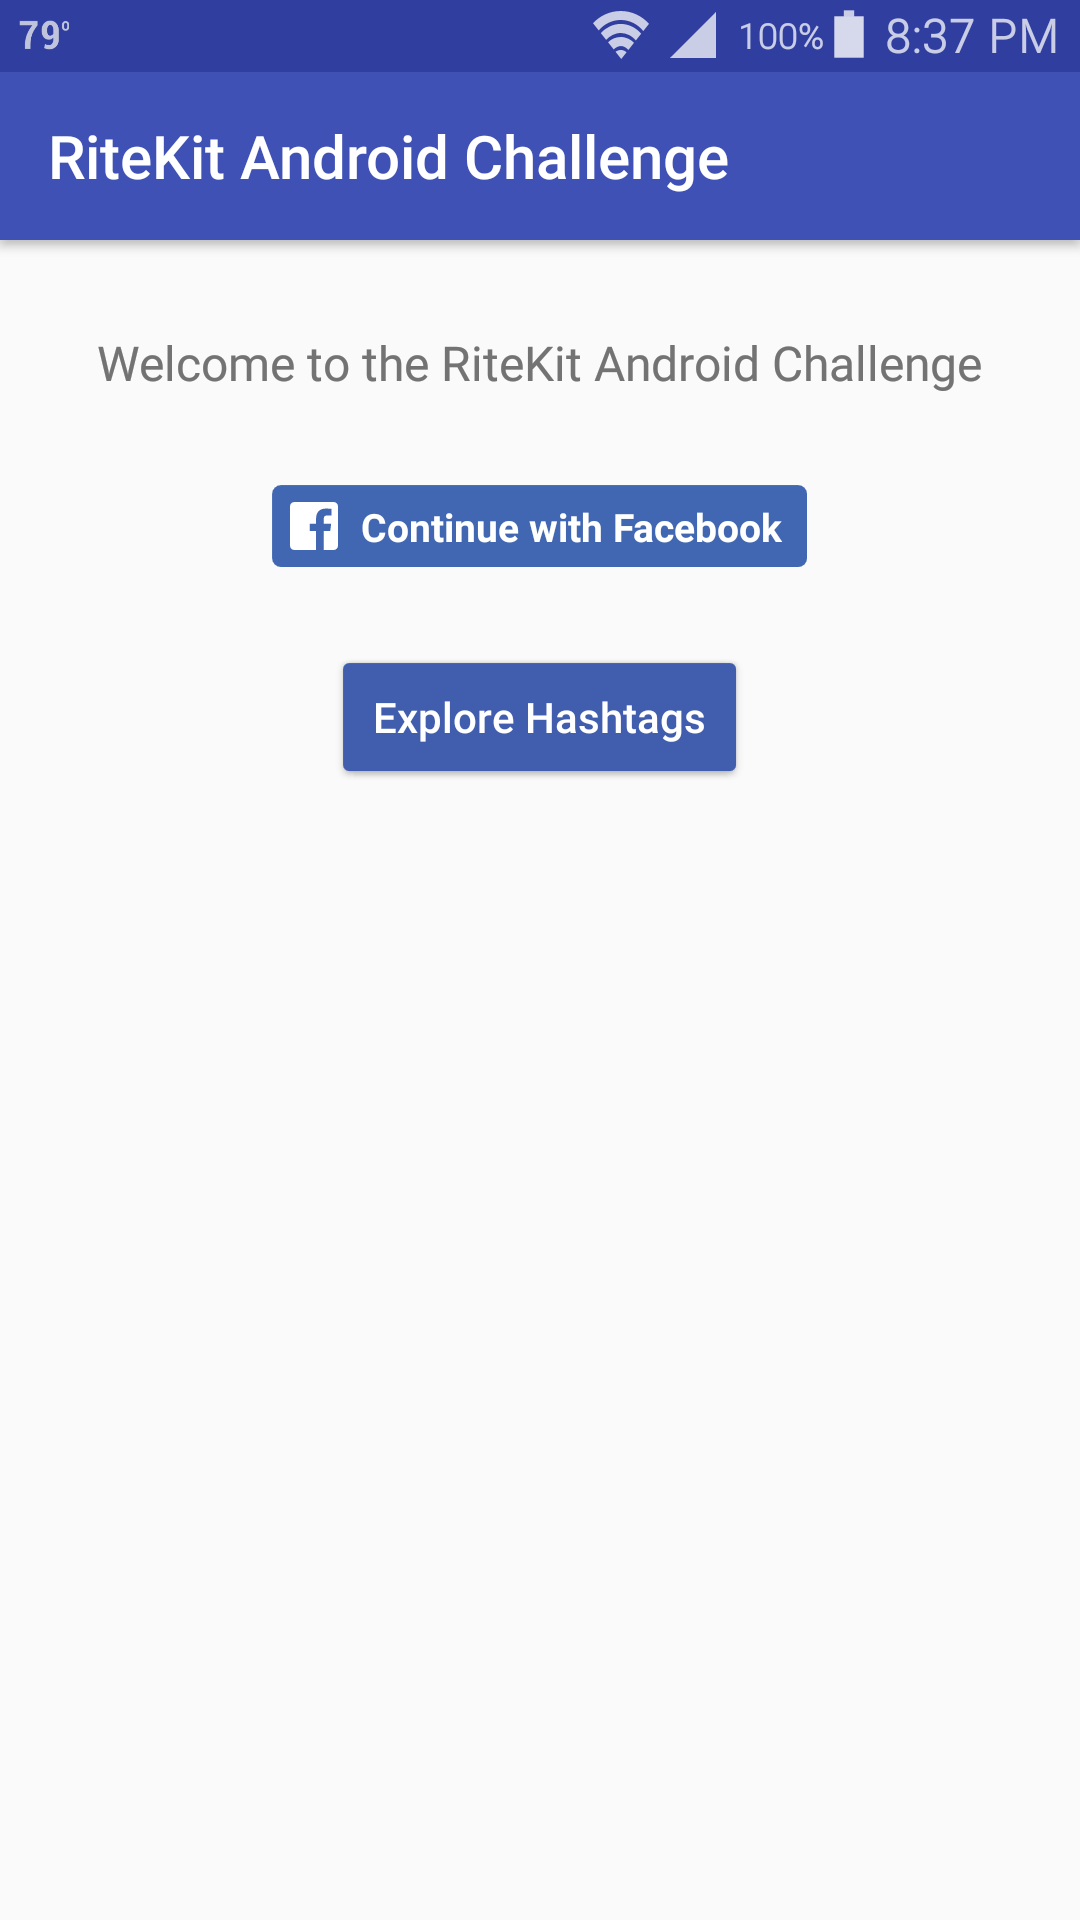 79° 100% 8:37 PM
RiteKit Android Challenge
Welcome to the RiteKit Android Challenge
Continue with Facebook
Explore Hashtags